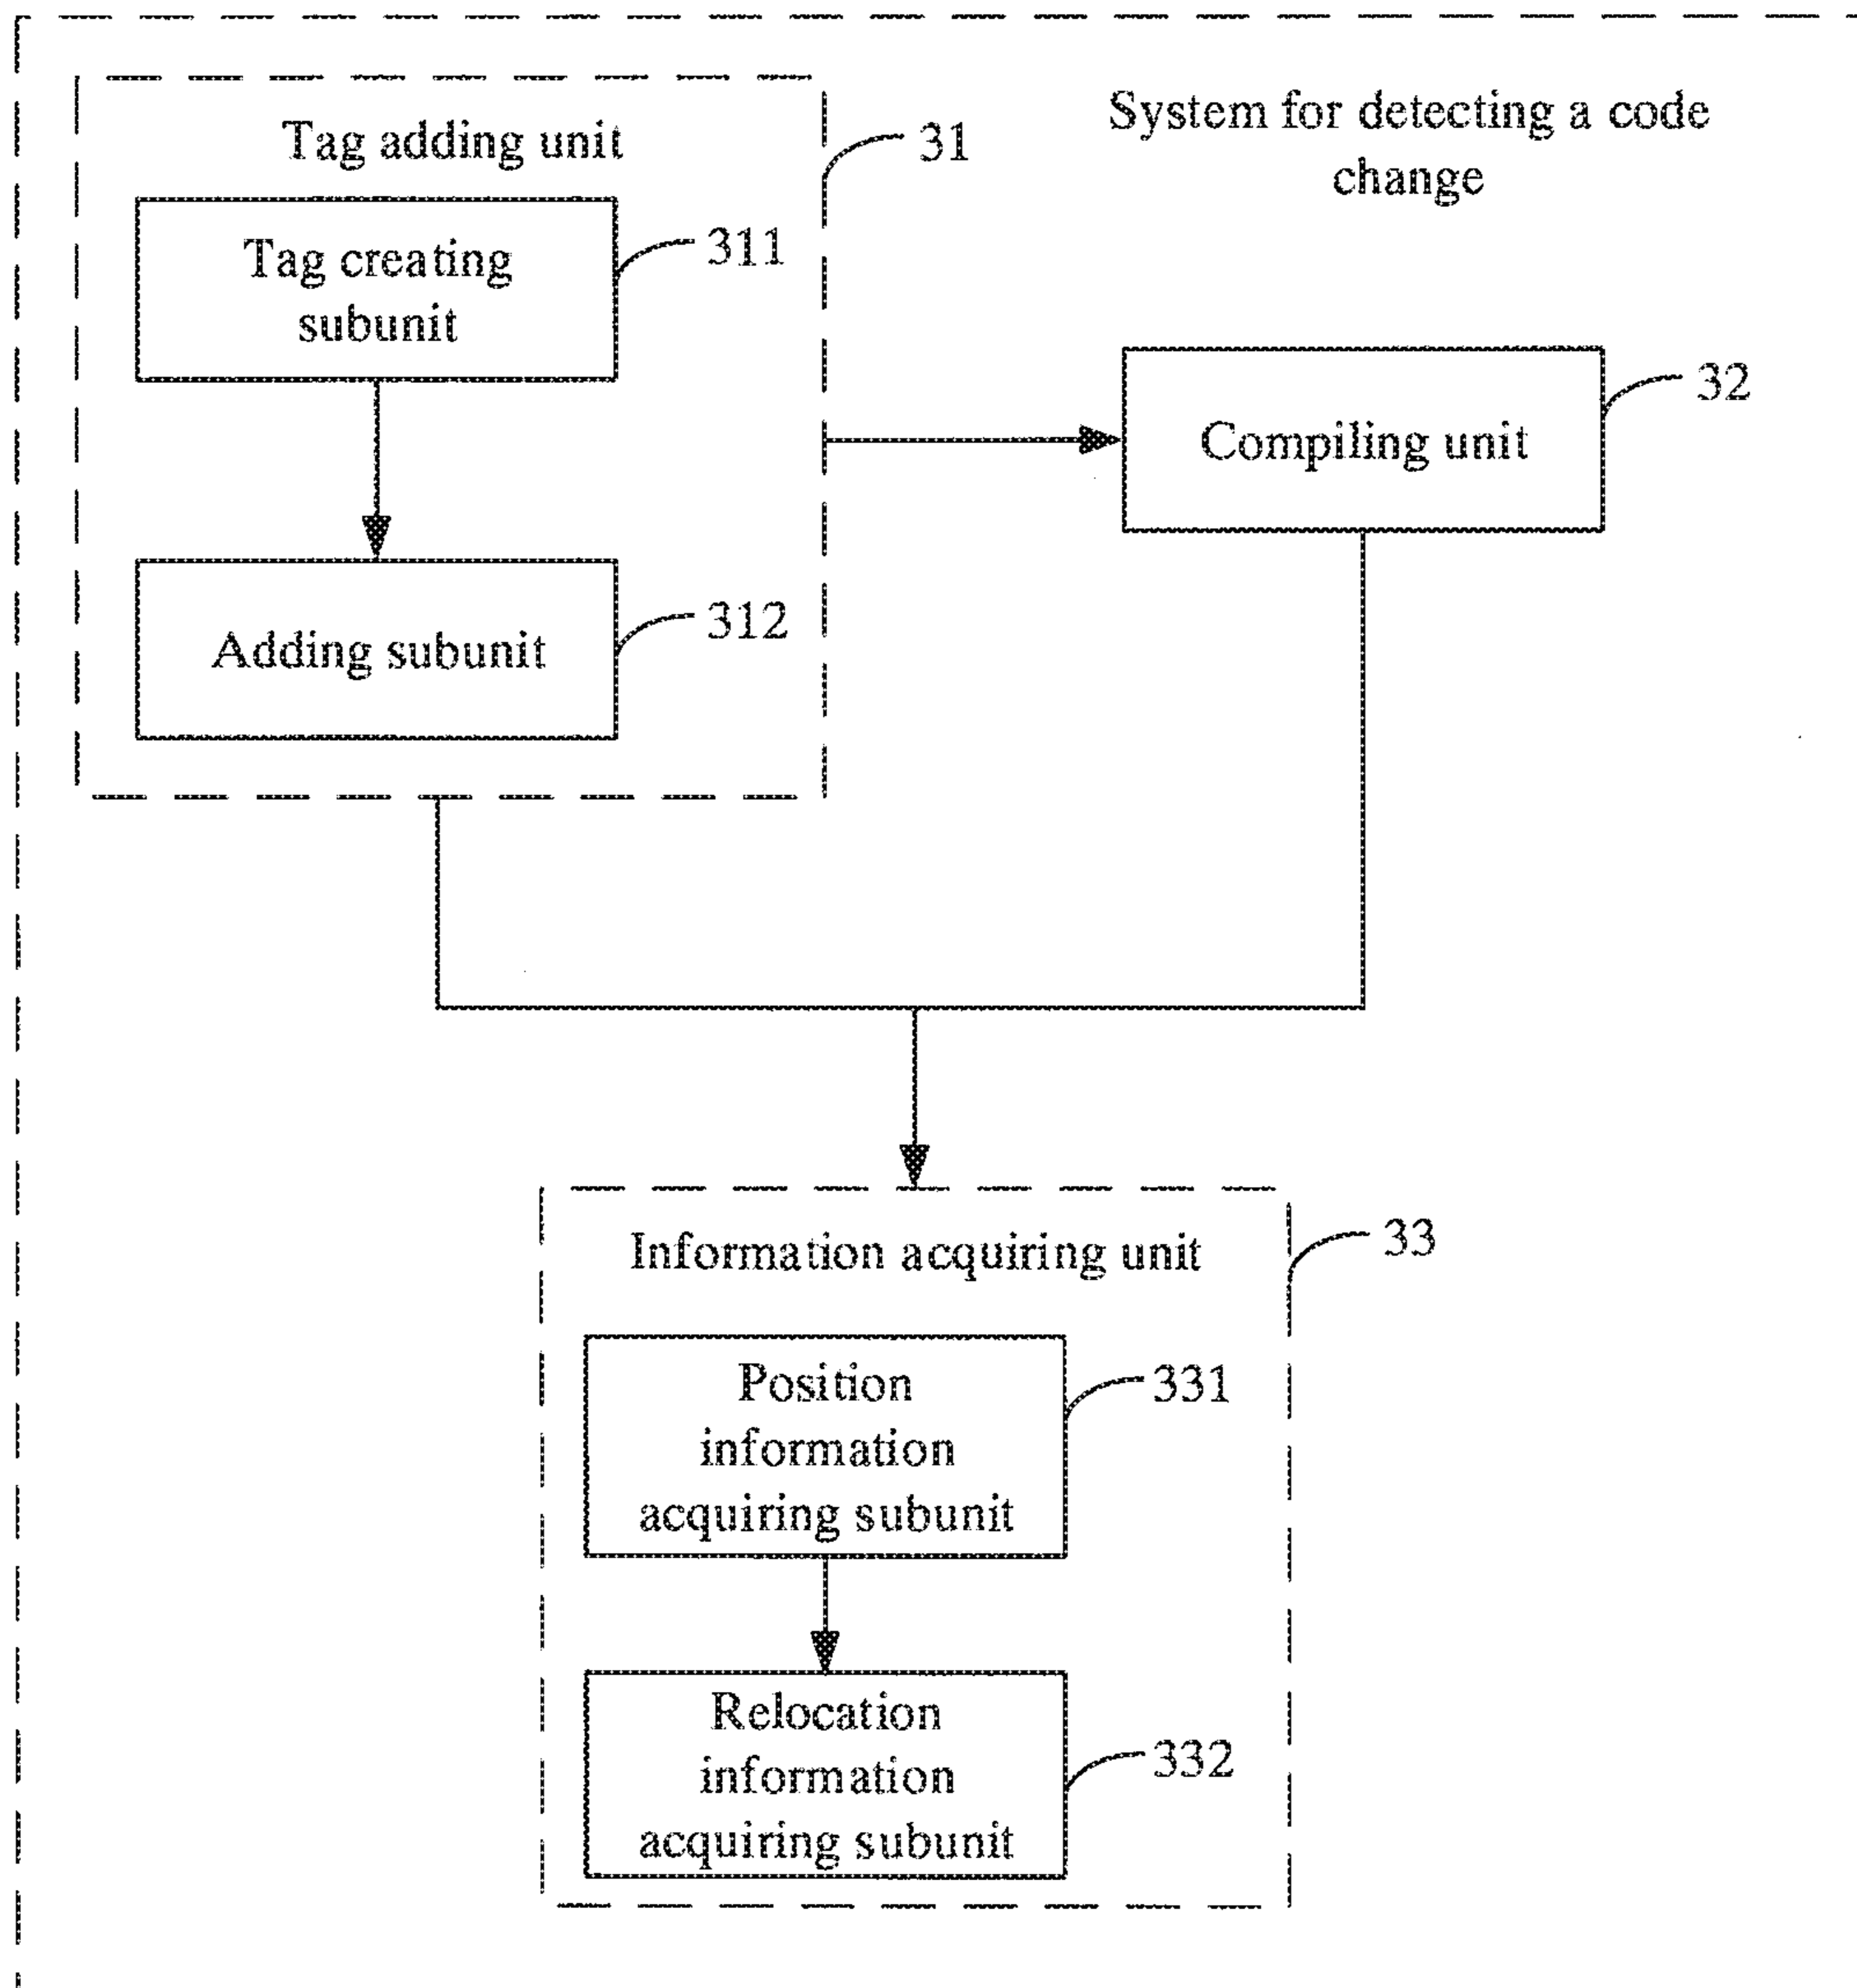 System for detecting a code
change
Tag adding unit
31
Tag creating
subunit
311
Adding subunit
312
Compiling unit
32
Information acquiring unit
33
Position
information
acquiring subunit
331
Relocation
information
acquiring subunit
332